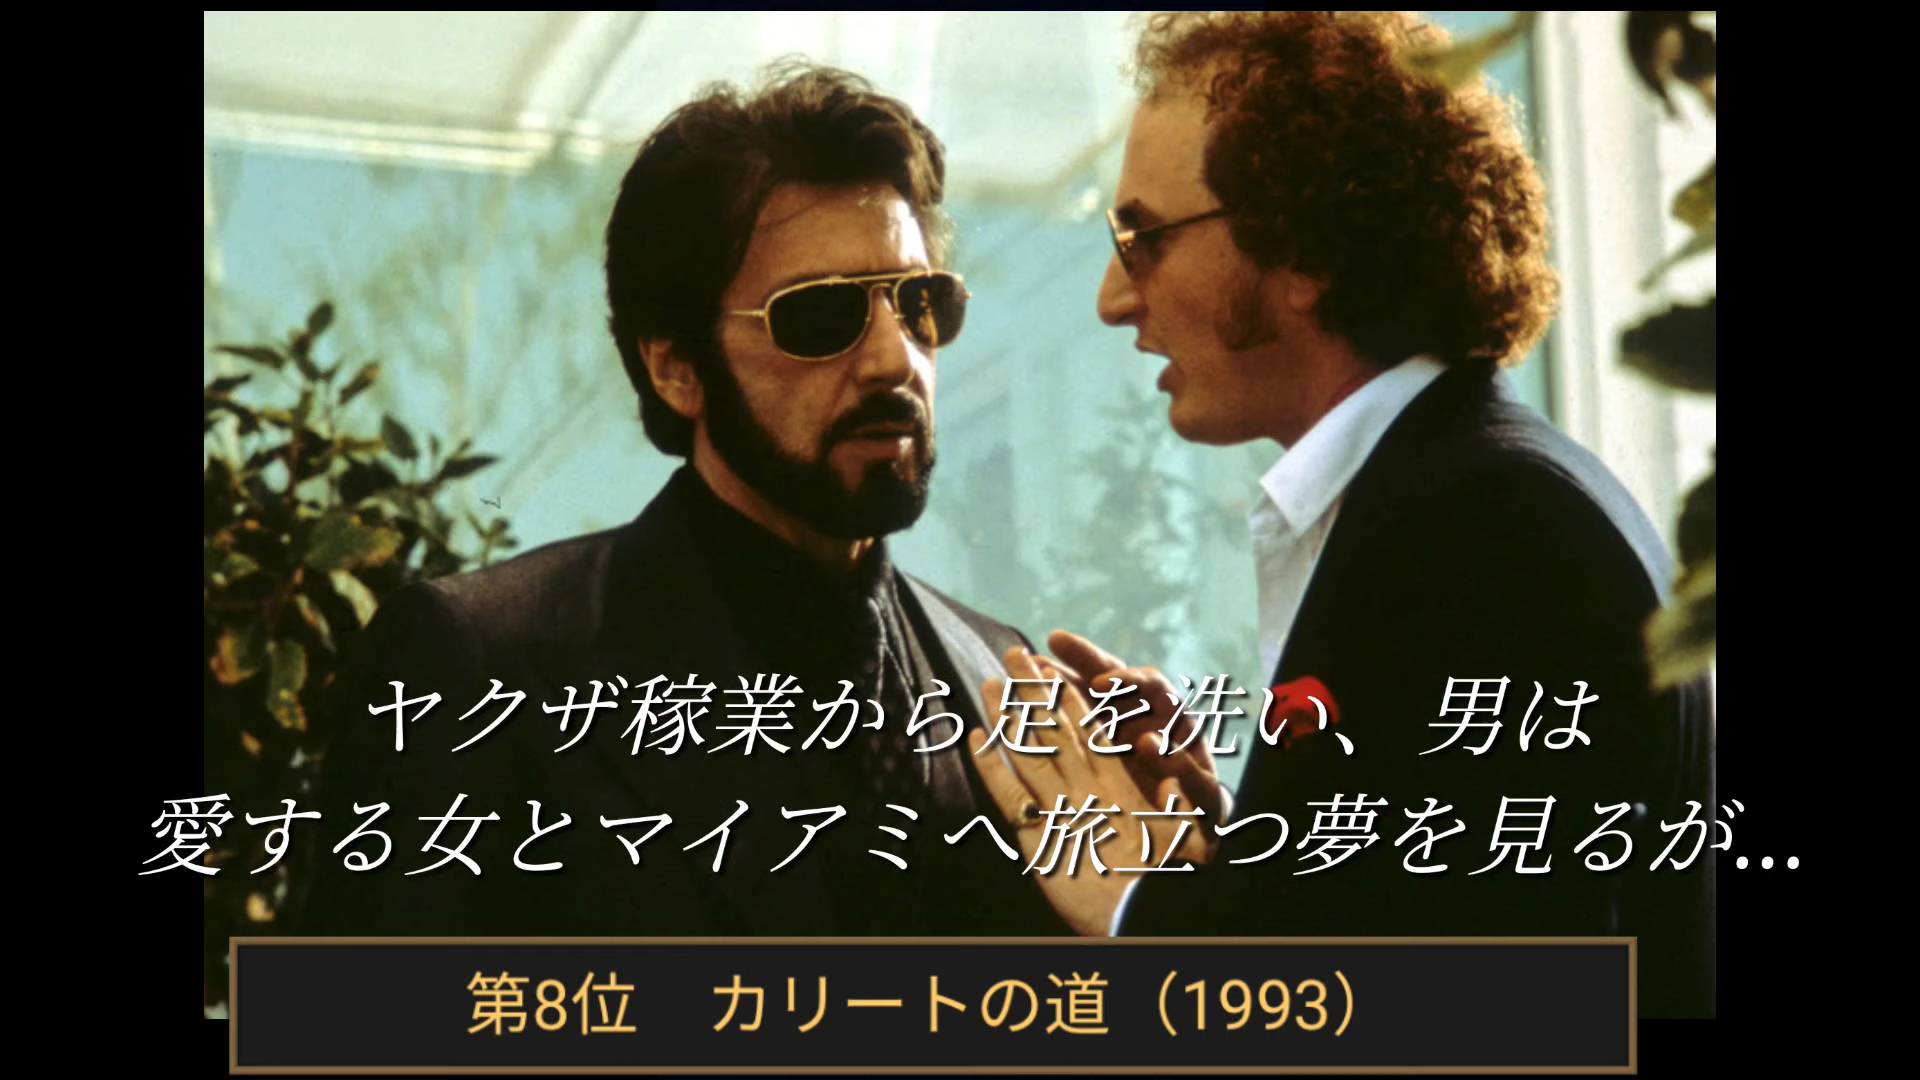 ヤクザ稼業から足を洗い、男は
愛する女とマイアミへ旅立つ夢を見るが...
第8位　カリートの道（1993）